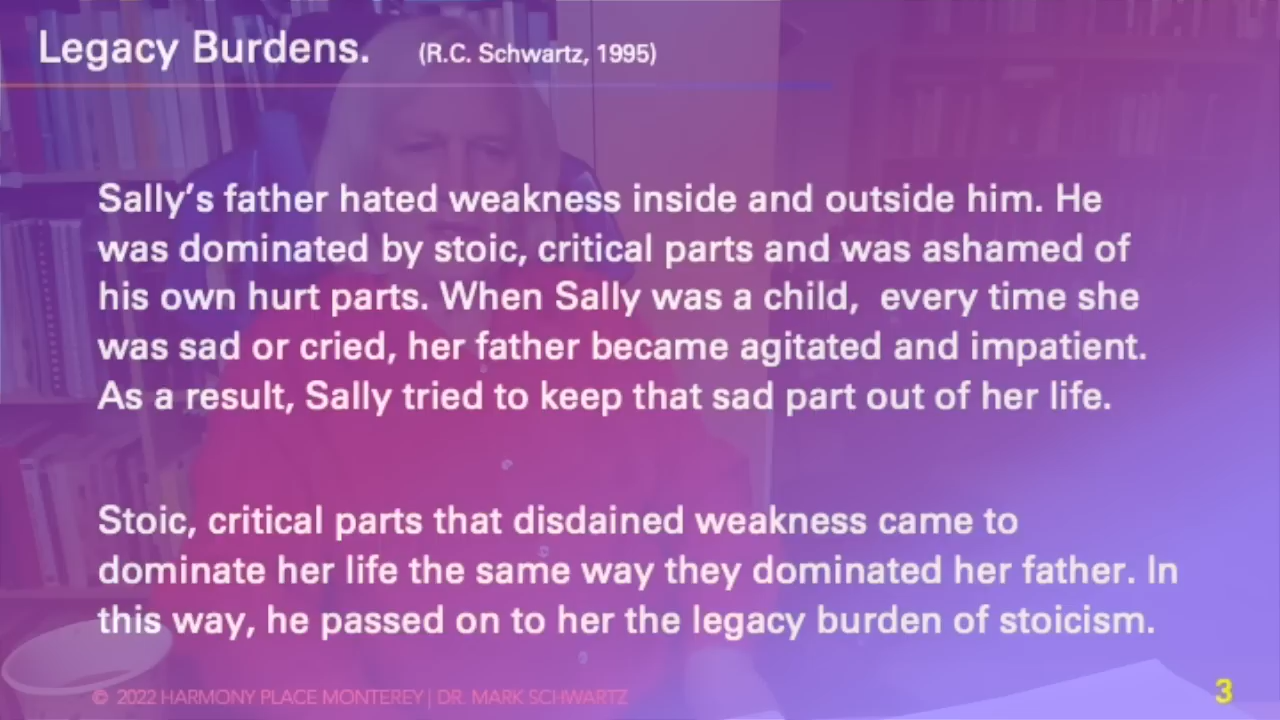 Legacy Burdens. (R.C. Schwartz, 1995)
Sally's father hated weakness inside and outside him. He
was dominated by stoic, critical parts and was ashamed of
his own hurt parts. When Sally was a child, every time she
was sad or cried, her father became agitated and impatient.
As a result, Sally tried to keep that sad part out of her life.
Stoic, critical parts that disdained weakness came to
dominate her life the same way they dominated her father. In
this way, he passed on to her the legacy burden of stoicism.
© 2022 HARMONY PLACE MONTEREY | DR. MARK SCHWARTZ
3